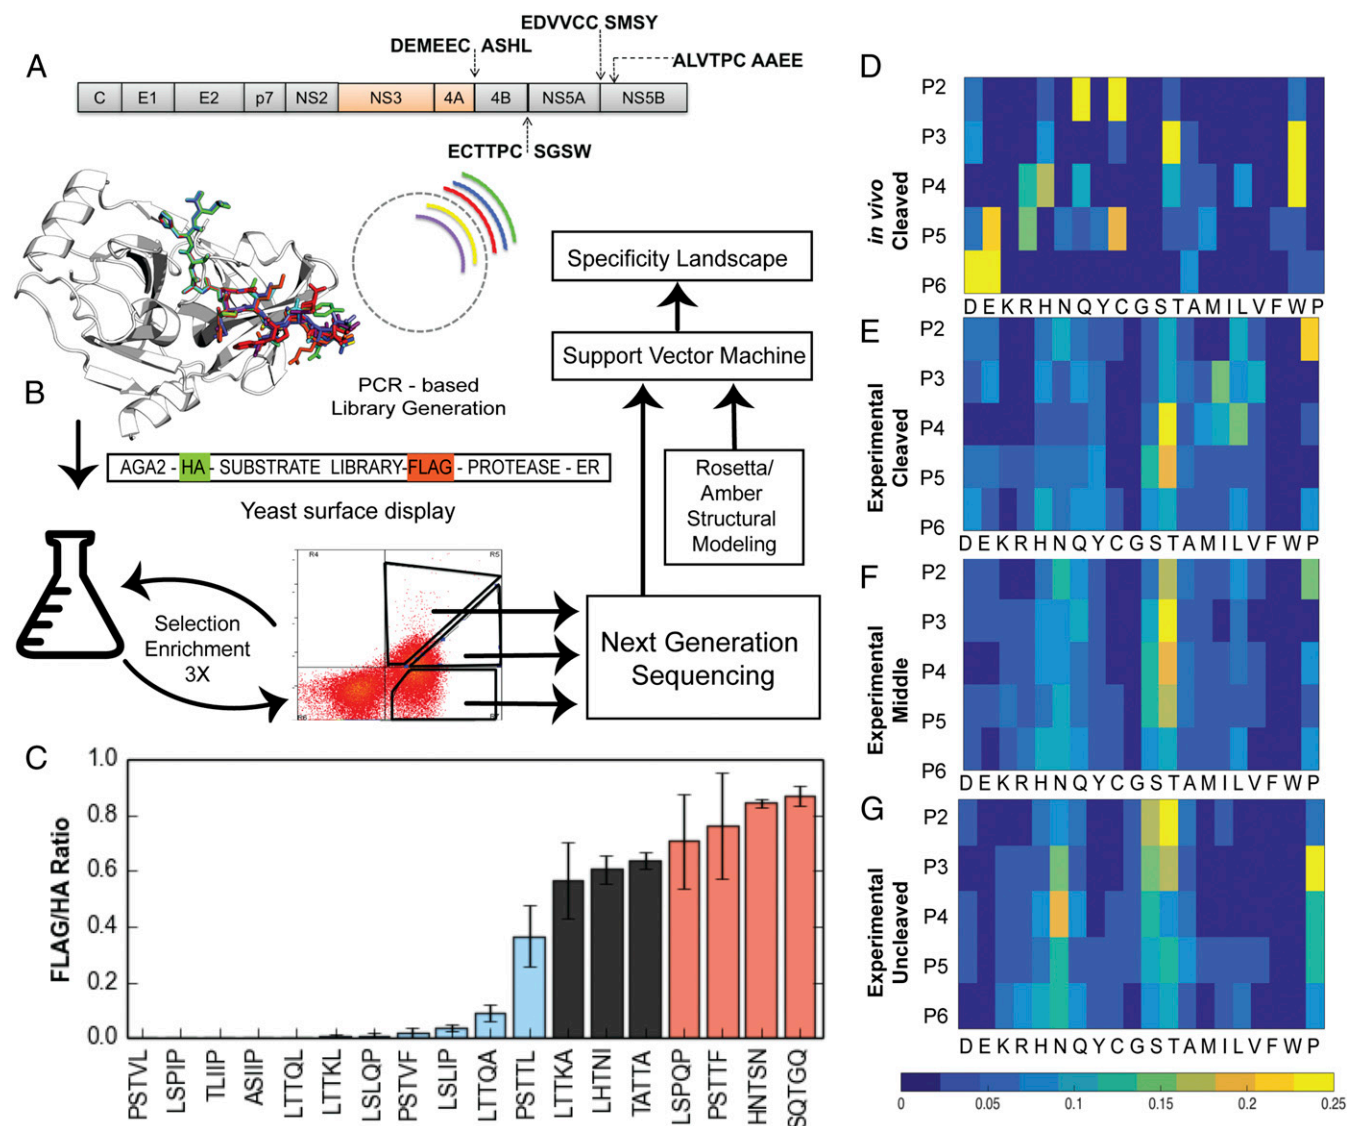 A
DEMEEC ASHL
EDVVCC SMSY
ALVTPC AAEE
C E1 E2 p7 NS2 NS3 4A 4B NS5A NS5B
ECTTPC SGSW
PCR - based
Library Generation
B
AGA2 - HA - SUBSTRATE LIBRARY-FLAG - PROTEASE - ER
Yeast surface display
Selection
Enrichment
3X
R4 R5
R6
Specificity Landscape
Support Vector Machine
Rosetta/
Amber
Structural
Modeling
Next Generation
Sequencing
C
FLAG/HA Ratio
1.0
0.8
0.6
0.4
0.2
0.0
PSTVL LSPIP TLIIP ASIIP LTTQL LTTKL LSLQP PSTVF LSLIP LTTQA PSTTL LTTKA LHTNI TATTA LSPQP PSTTF HNTSN SQTGQ
D
in vivo
Cleaved
P2
P3
P4
P5
P6
D E K R H N Q Y C G S T A M I L V F W P
E
Experimental
Cleaved
P2
P3
P4
P5
P6
D E K R H N Q Y C G S T A M I L V F W P
F
Experimental
Middle
P2
P3
P4
P5
P6
D E K R H N Q Y C G S T A M I L V F W P
G
Experimental
Uncleaved
P2
P3
P4
P5
P6
D E K R H N Q Y C G S T A M I L V F W P
0 0.05 0.1 0.15 0.2 0.25